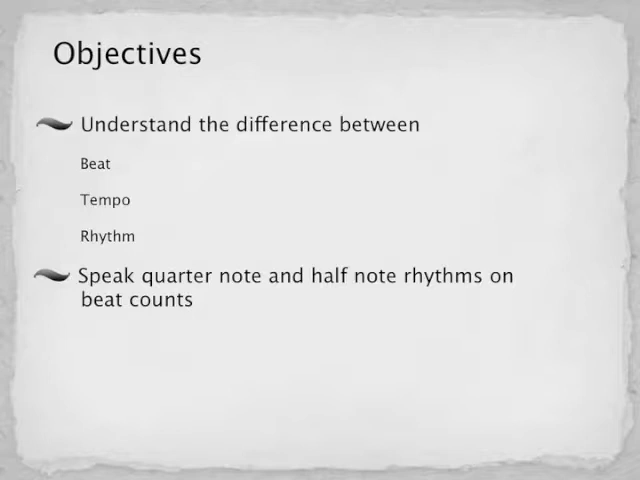 Objectives
Understand the difference between
Beat
Tempo
Rhythm
Speak quarter note and half note rhythms on
beat counts